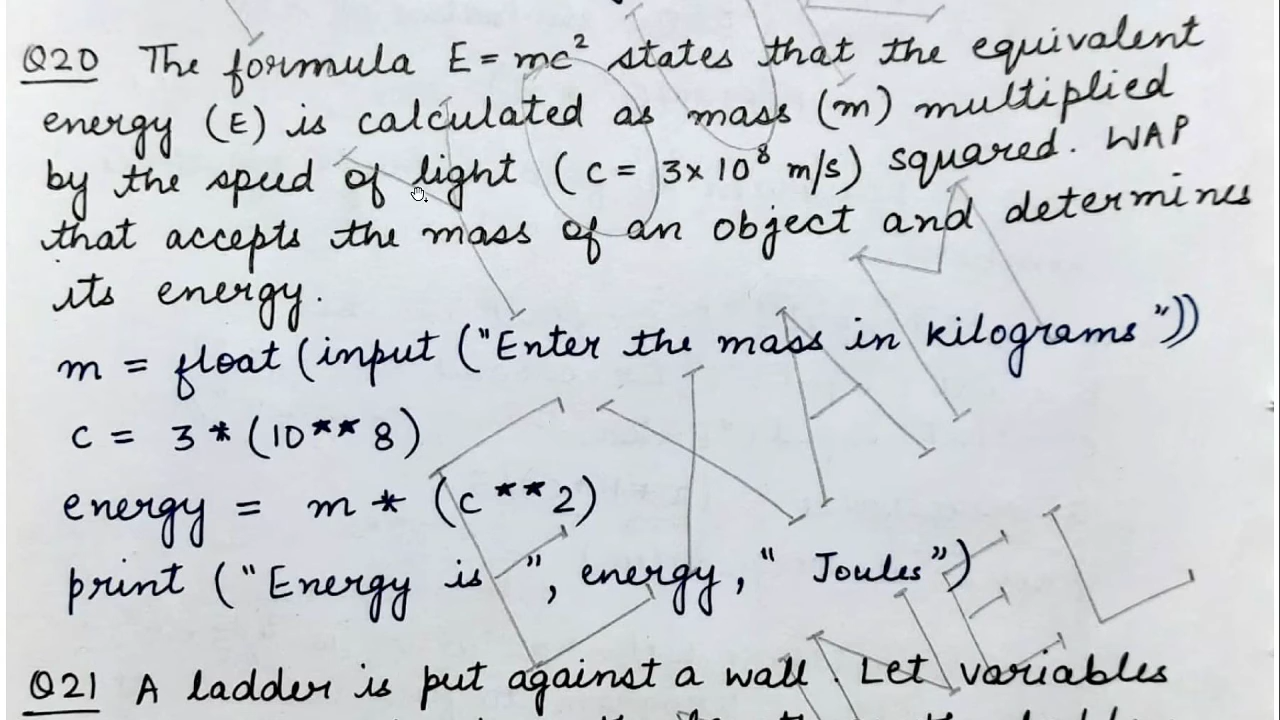 Q20 The formula E = mc² states that the equivalent
energy (E) is calculated as mass (m) multiplied
by the speed of light ( c = 3x10⁸ m/s) squared. WAP
that accepts the mass of an object and determines
its energy.
m = float (input ("Enter the mass in kilograms "))
c = 3 * (10 ** 8)
energy = m * (c ** 2)
print ("Energy is ", energy, " Joules")
Q21 A ladder is put against a wall. Let variables